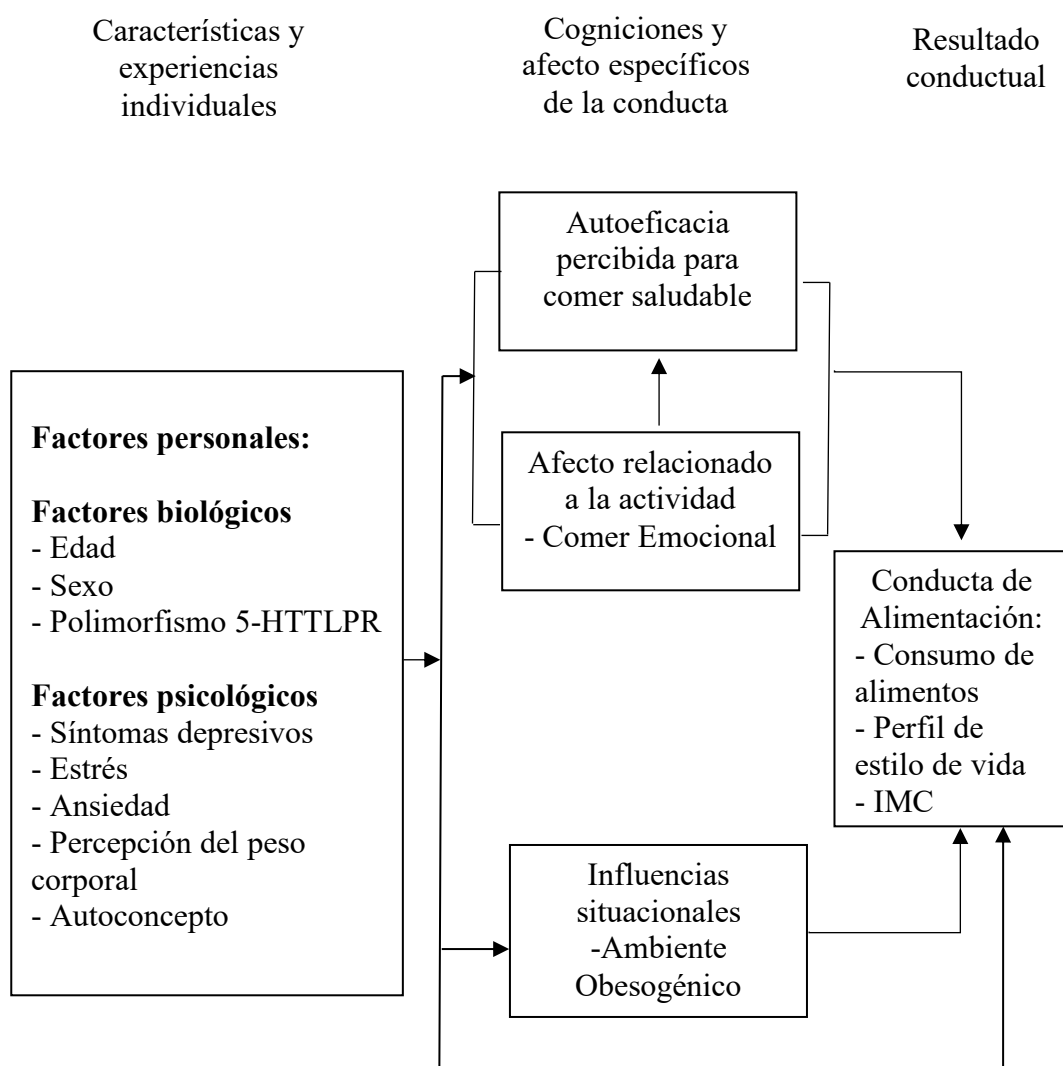 Características y
experiencias
individuales
Cogniciones y
afecto específicos
de la conducta
Resultado
conductual
Autoeficacia
percibida para
comer saludable
Factores personales:
Factores biológicos
- Edad
- Sexo
- Polimorfismo 5-HTTLPR
Factores psicológicos
- Síntomas depresivos
- Estrés
- Ansiedad
- Percepción del peso
corporal
- Autoconcepto
Afecto relacionado
a la actividad
- Comer Emocional
Conducta de
Alimentación:
- Consumo de
alimentos
- Perfil de
estilo de vida
- IMC
Influencias
situacionales
-Ambiente
Obesogénico